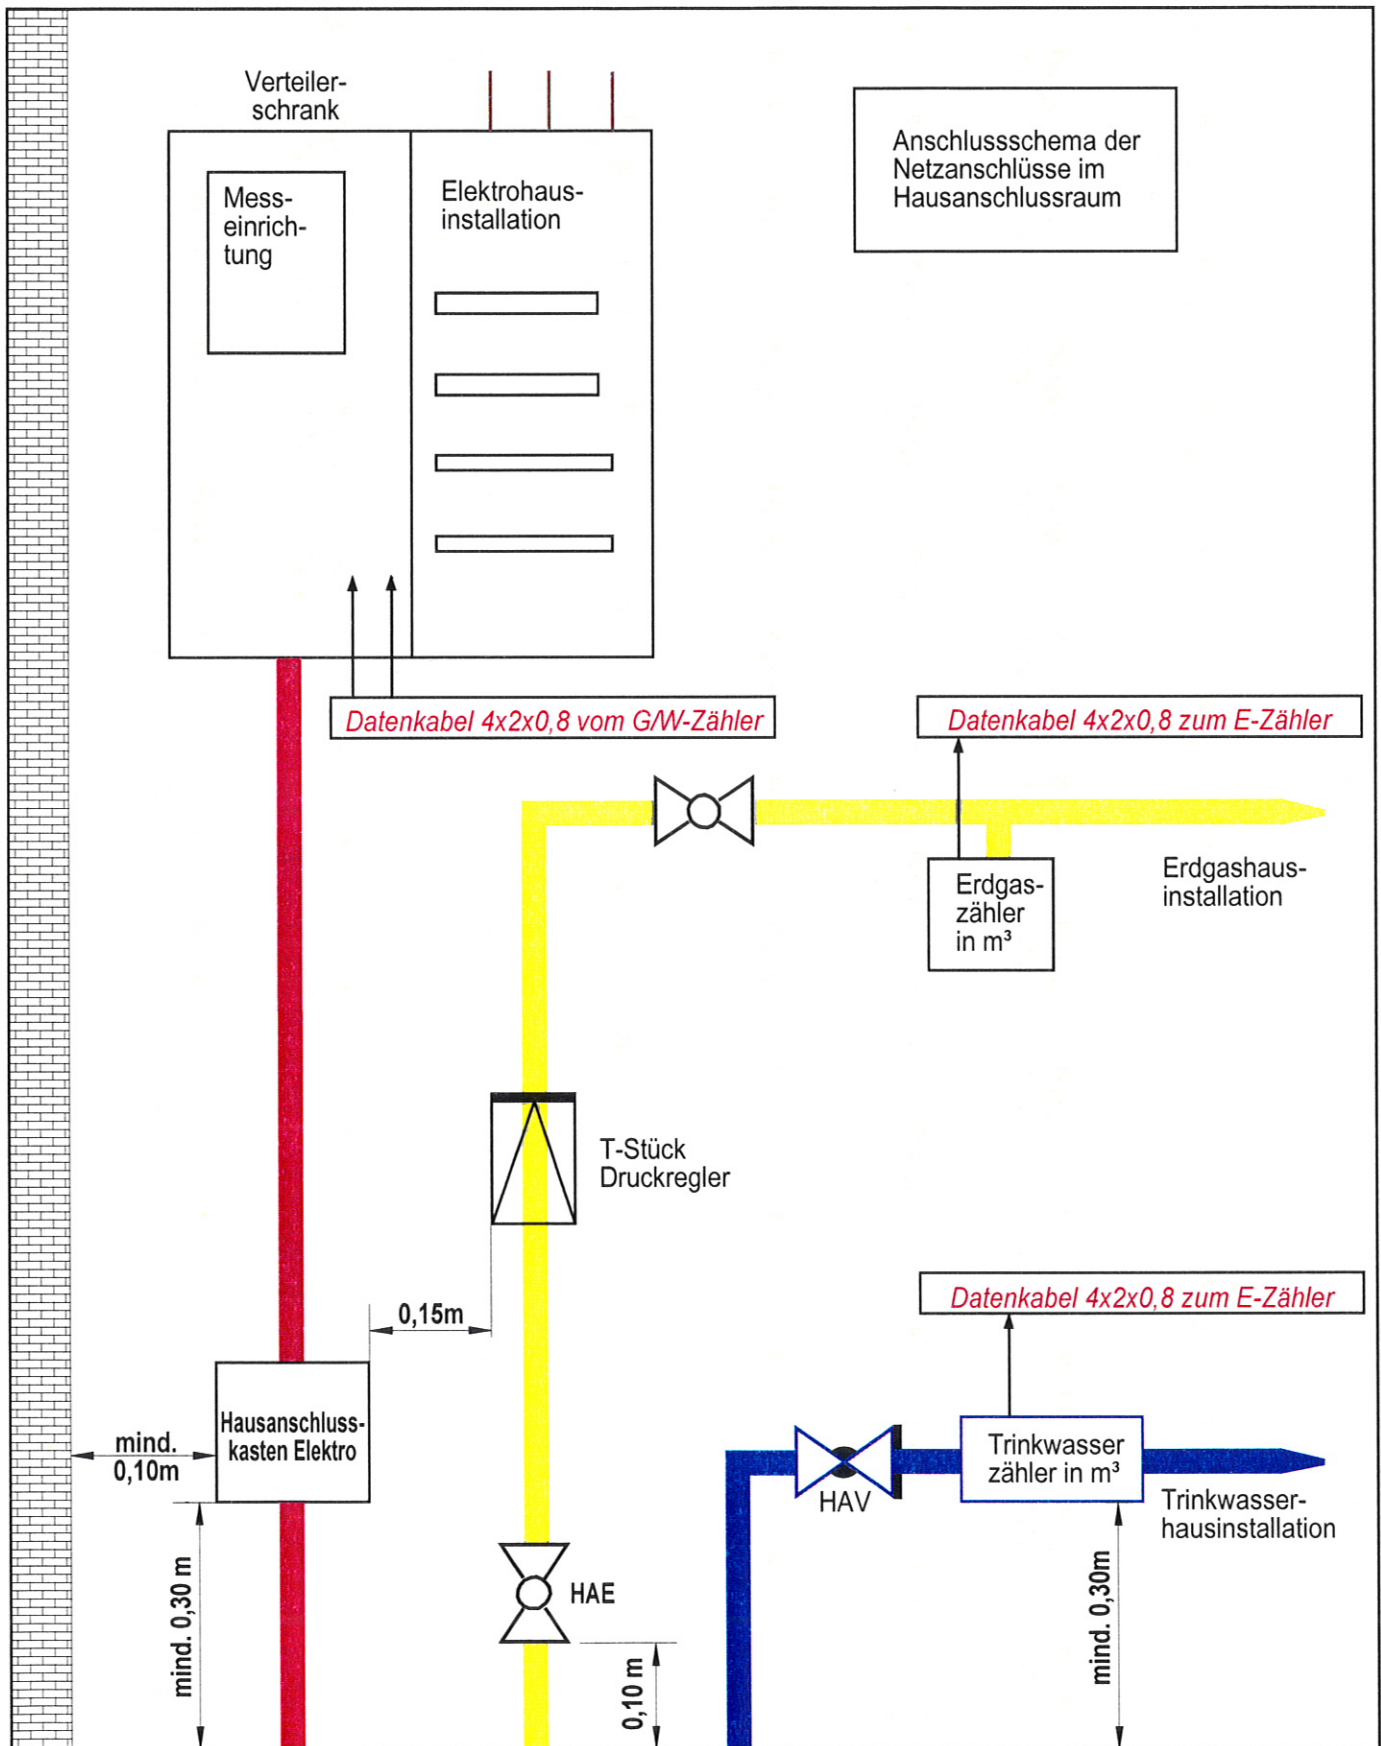 Verteiler-
schrank
Mess-
einrich-
tung
Elektrohaus-
installation
Anschlussschema der
Netzanschlüsse im
Hausanschlussraum
Datenkabel 4x2x0,8 vom G/W-Zähler
Datenkabel 4x2x0,8 zum E-Zähler
Erdgas-
zähler
in m³
Erdgashaus-
installation
T-Stück
Druckregler
0,15m
Datenkabel 4x2x0,8 zum E-Zähler
Hausanschluss-
kasten Elektro
mind.
0,10m
Trinkwasser
zähler in m³
HAV
Trinkwasser-
hausinstallation
mind. 0,30 m
HAE
0,10 m
mind. 0,30m